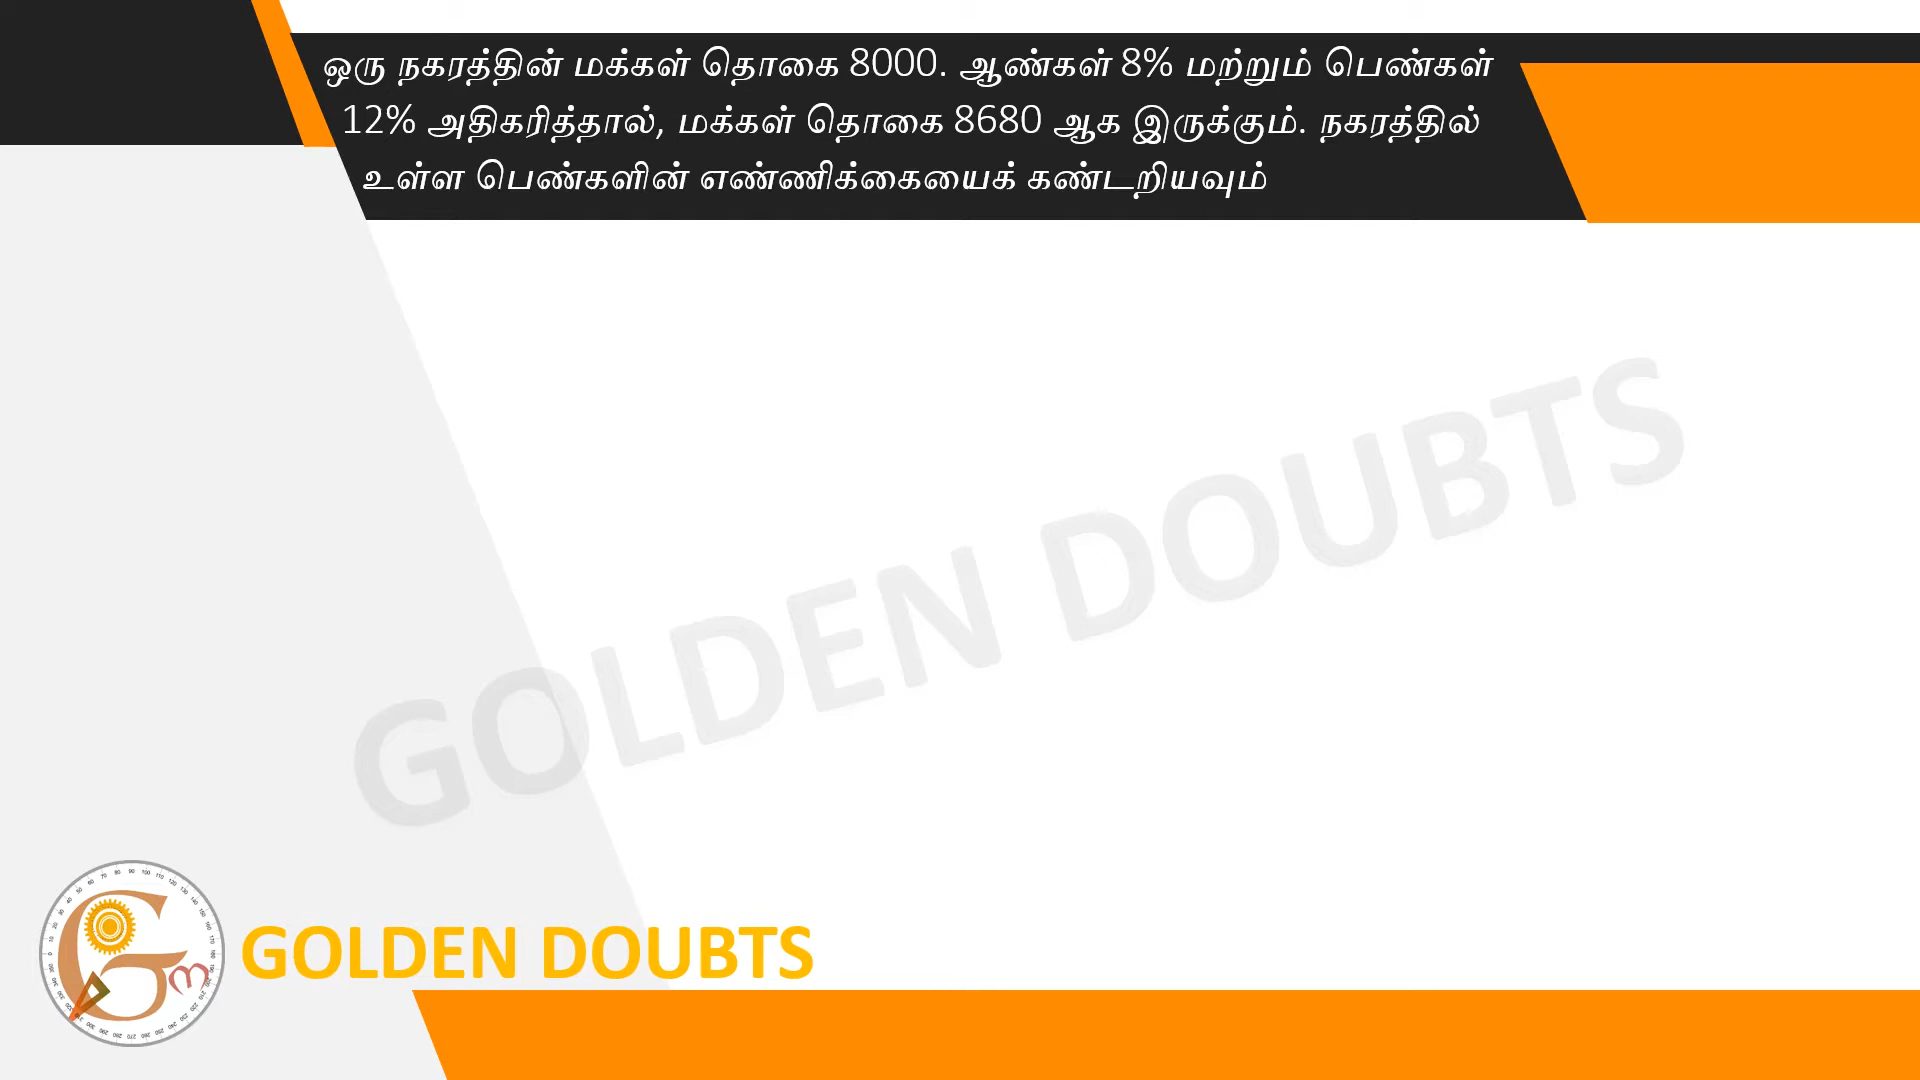 ஒரு நகரத்தின் மக்கள் தொகை 8000. ஆண்கள் 8% மற்றும் பெண்கள்
12% அதிகரித்தால், மக்கள் தொகை 8680 ஆக இருக்கும். நகரத்தில்
உள்ள பெண்களின் எண்ணிக்கையைக் கண்டறியவும்
GOLDEN DOUBTS
GOLDEN DOUBTS